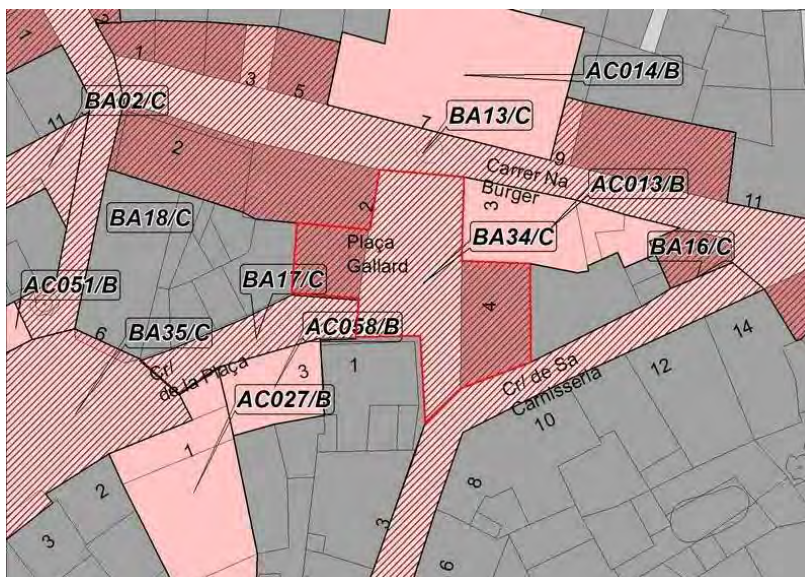 1
3
5
AC014/B
BA02/C
11
7
BA13/C
2
9
Carrer Na
Burger
AC013/B
11
2
3
BA18/C
Plaça
Gallard
BA34/C
BA16/C
AC051/B
BA17/C
4
BA35/C
6
AC058/B
14
Cr/
de la Plaça
3
1
Cr/ de Sa
Carnisseria
12
AC027/B
10
1
2
8
3
3
6